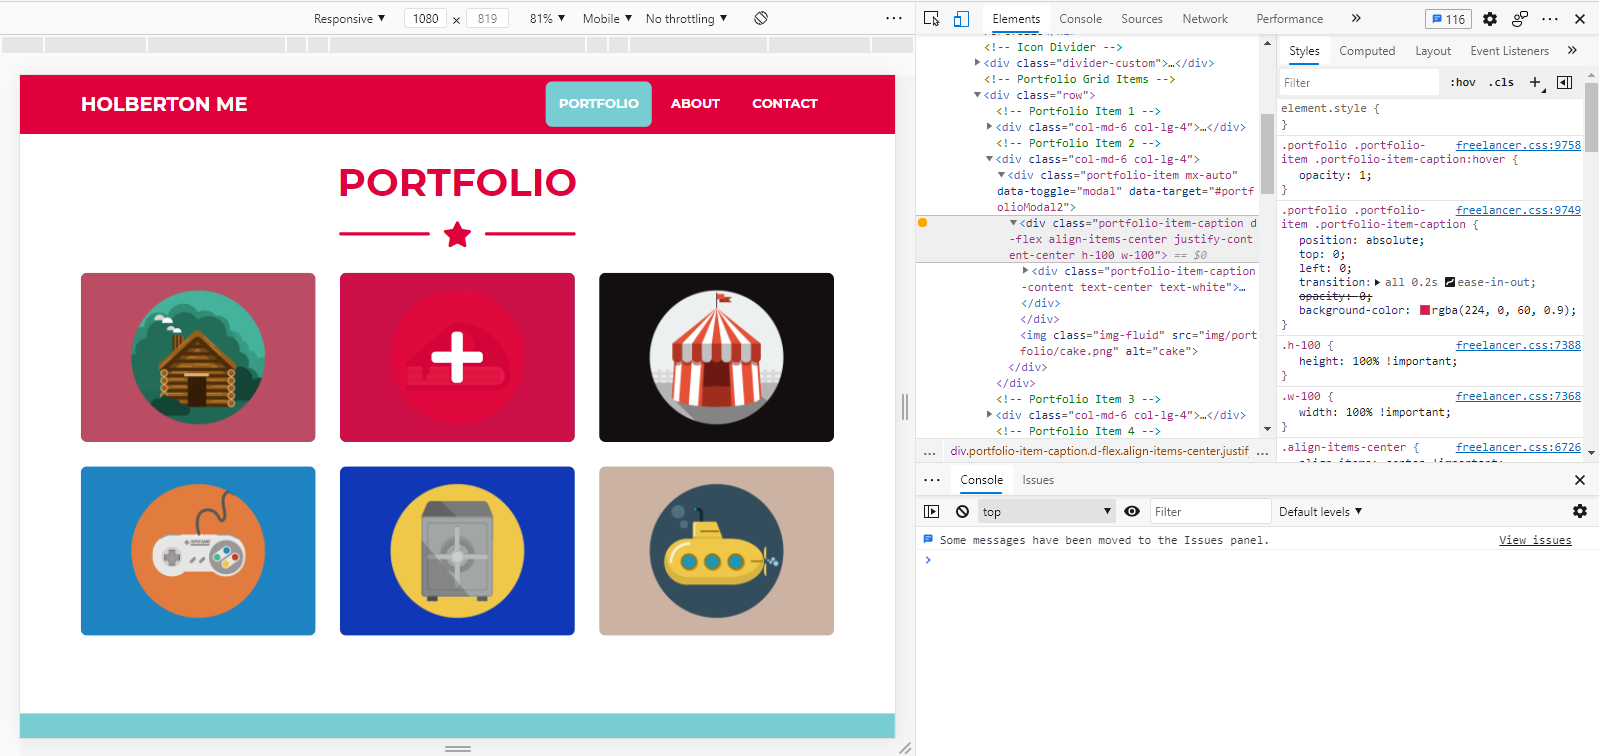 Responsive ▼ 1080 × 819 81% ▼ Mobile ▼ No throttling ▼ ···
Elements Console Sources Network Performance » 116 ···
HOLBERTON ME PORTFOLIO ABOUT CONTACT
PORTFOLIO
<!-- Icon Divider -->
▶<div class="divider-custom">…</div>
<!-- Portfolio Grid Items -->
▼<div class="row">
<!-- Portfolio Item 1 -->
▶<div class="col-md-6 col-lg-4">…</div>
<!-- Portfolio Item 2 -->
▼<div class="col-md-6 col-lg-4">
▼<div class="portfolio-item mx-auto"
data-toggle="modal" data-target="#portf
olioModal2">
▼<div class="portfolio-item-caption d
-flex align-items-center justify-cont
ent-center h-100 w-100"> == $0
▶<div class="portfolio-item-caption
-content text-center text-white">…
</div>
</div>
<img class="img-fluid" src="img/port
folio/cake.png" alt="cake">
</div>
</div>
<!-- Portfolio Item 3 -->
▶<div class="col-md-6 col-lg-4">…</div>
<!-- Portfolio Item 4 -->
… div.portfolio-item-caption.d-flex.align-items-center.justif …
Styles Computed Layout Event Listeners »
Filter :hov .cls +
element.style {
}
.portfolio .portfolio- freelancer.css:9758
item .portfolio-item-caption:hover {
opacity: 1;
}
.portfolio .portfolio- freelancer.css:9749
item .portfolio-item-caption {
position: absolute;
top: 0;
left: 0;
transition: ▶ all 0.2s ease-in-out;
opacity: 0;
background-color: rgba(224, 0, 60, 0.9);
}
.h-100 { freelancer.css:7388
height: 100% !important;
}
.w-100 { freelancer.css:7368
width: 100% !important;
}
.align-items-center { freelancer.css:6726
align-items: center !important;
··· Console Issues
top ▼ Filter Default levels ▼
Some messages have been moved to the Issues panel. View issues